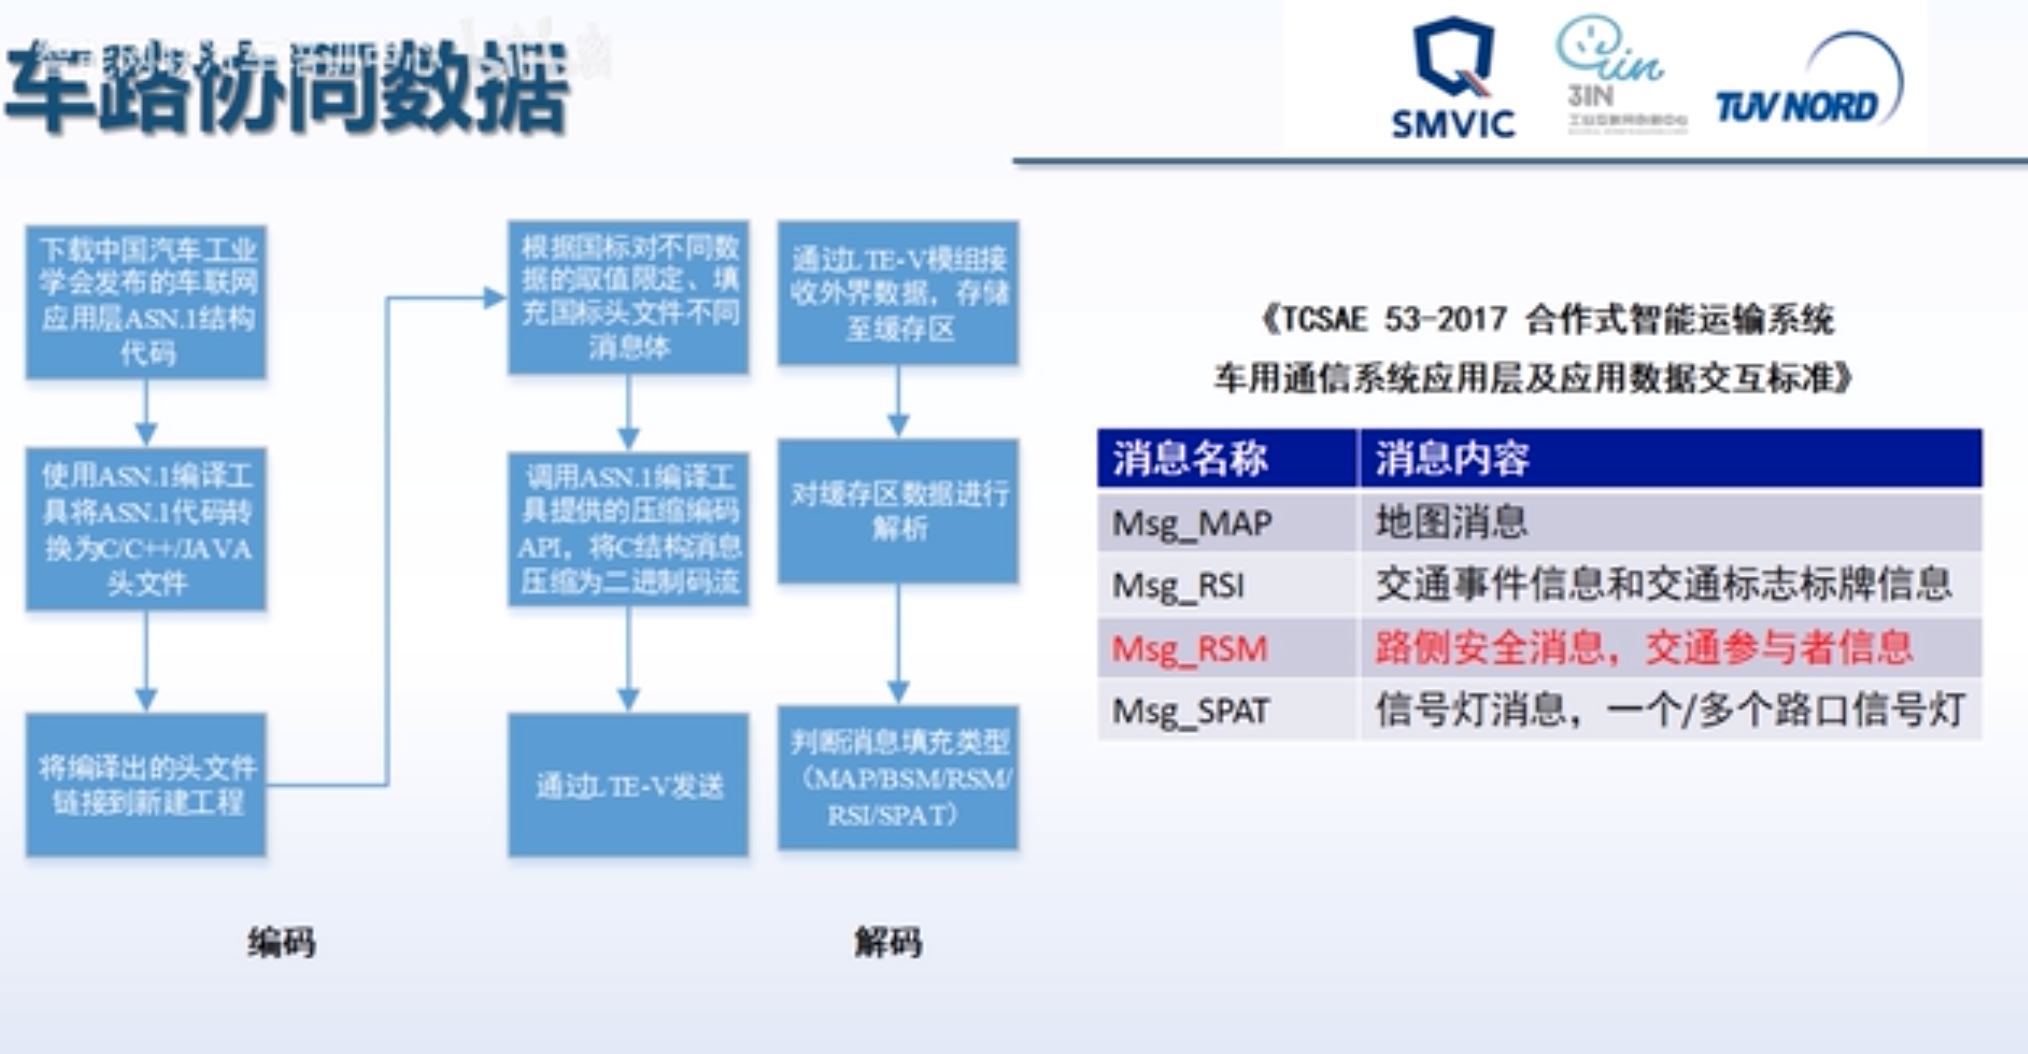 车路协同数据
SMVIC
3IN
TUV NORD
下载中国汽车工业
学会发布的车联网
应用层ASN.1结构
代码
使用ASN.1编译工
具将ASN.1代码转
换为C/C++/JAVA
头文件
将编译出的头文件
链接到新建工程
根据国标对不同数
据的取值限定、填
充国标头文件不同
消息体
调用ASN.1编译工
具提供的压缩编码
API，将C结构消息
压缩为二进制码流
通过LTE-V发送
编码
通过LTE-V模组接
收外界数据，存储
至缓存区
对缓存区数据进行
解析
判断消息填充类型
（MAP/BSM/RSM/
RSI/SPAT）
解码
《TCSAE 53-2017 合作式智能运输系统
车用通信系统应用层及应用数据交互标准》
消息名称 消息内容
Msg_MAP 地图消息
Msg_RSI 交通事件信息和交通标志标牌信息
Msg_RSM 路侧安全消息，交通参与者信息
Msg_SPAT 信号灯消息，一个/多个路口信号灯